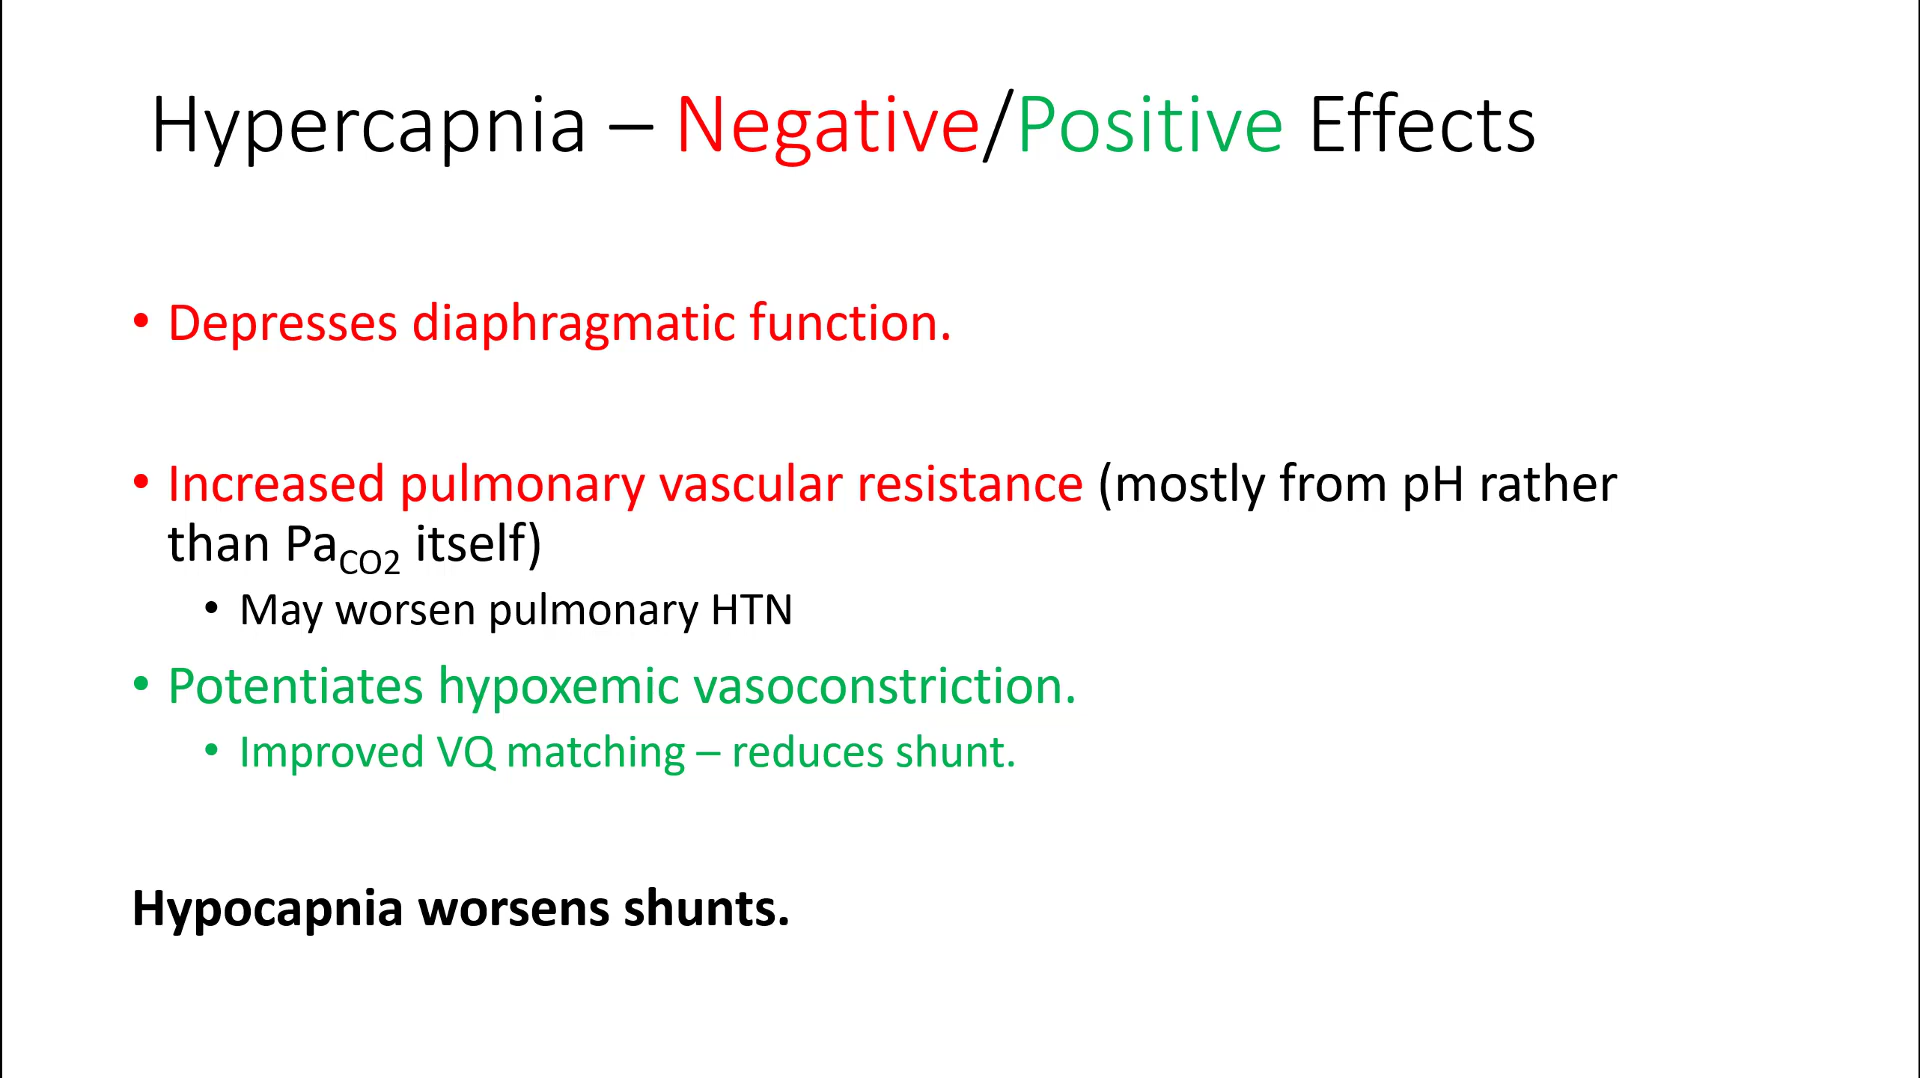 Hypercapnia – Negative/Positive Effects
• Depresses diaphragmatic function.
• Increased pulmonary vascular resistance (mostly from pH rather
than PaCO2 itself)
• May worsen pulmonary HTN
• Potentiates hypoxemic vasoconstriction.
• Improved VQ matching – reduces shunt.
Hypocapnia worsens shunts.